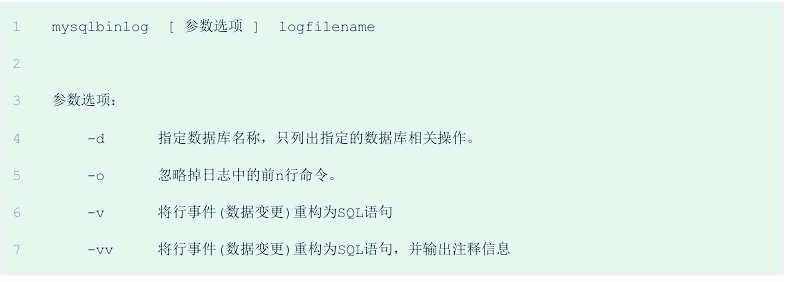 1 mysqlbinlog [ 参数选项 ] logfilename
2
3 参数选项：
4 -d 指定数据库名称，只列出指定的数据库相关操作。
5 -o 忽略掉日志中的前n行命令。
6 -v 将行事件(数据变更)重构为SQL语句
7 -vv 将行事件(数据变更)重构为SQL语句，并输出注释信息